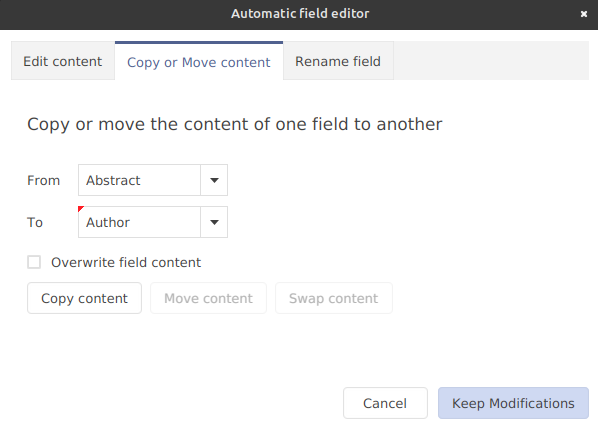 Automatic field editor
Edit content Copy or Move content Rename field
Copy or move the content of one field to another
From Abstract
To Author
Overwrite field content
Copy content Move content Swap content
Cancel Keep Modifications